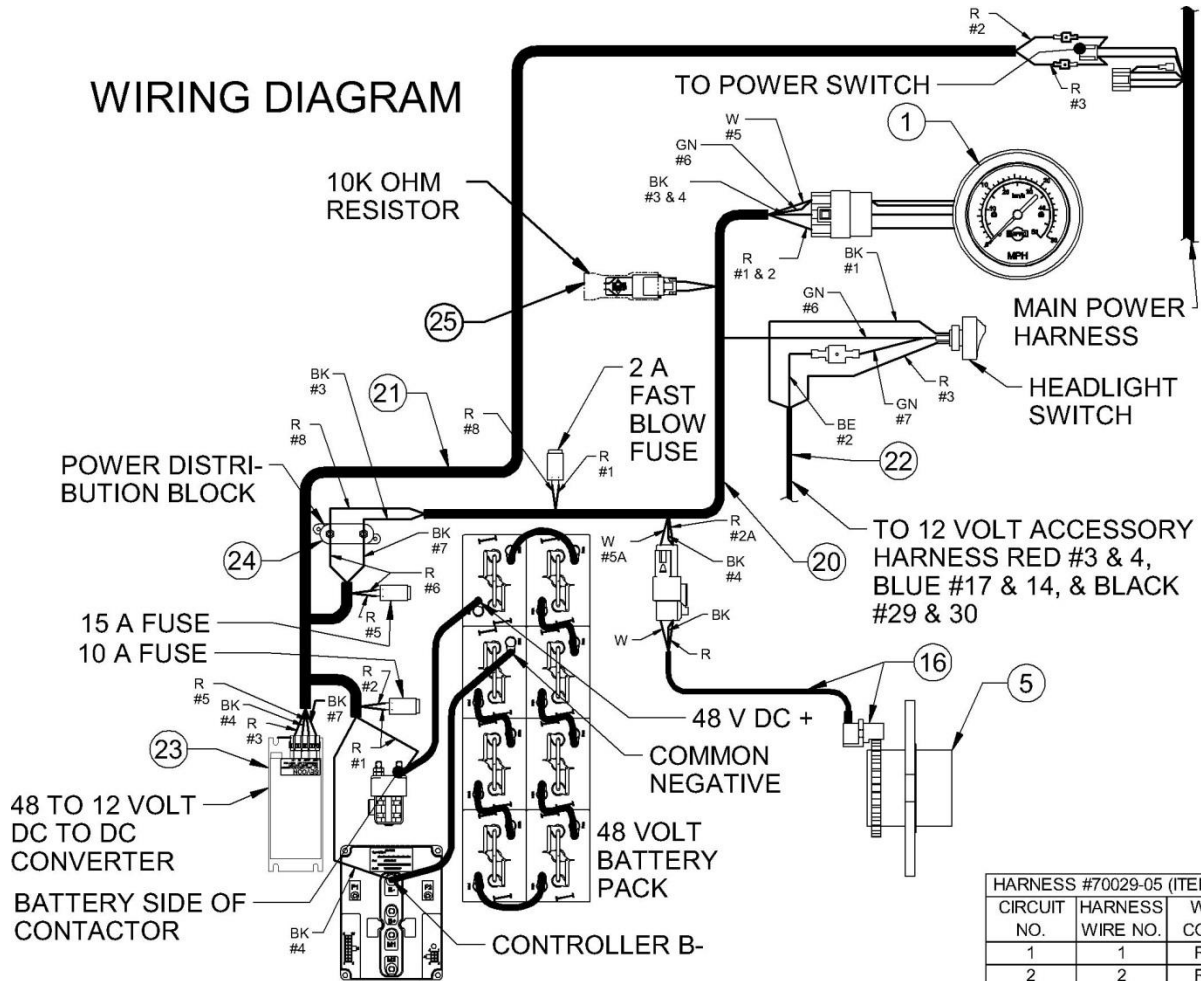 WIRING DIAGRAM
R
#2
TO POWER SWITCH
R
#3
1
W
#5
GN
#6
BK
#3 & 4
10K OHM
RESISTOR
R
#1 & 2
MPH
BK
#1
GN
#6
MAIN POWER
HARNESS
25
2 A
FAST
BLOW
FUSE
R
#3
HEADLIGHT
SWITCH
GN
#7
BE
#2
21
R
#8
BK
#3
R
#8
R
#1
22
POWER DISTRI-
BUTION BLOCK
24
BK
#7
R
#6
R
#5
W
#5A
R
#2A
BK
#4
20
TO 12 VOLT ACCESSORY
HARNESS RED #3 & 4,
BLUE #17 & 14, & BLACK
#29 & 30
15 A FUSE
10 A FUSE
W
BK
R
16
5
R
#5
BK
#4
R
#3
BK
#7
R
#2
R
#1
23
48 V DC +
COMMON
NEGATIVE
48 TO 12 VOLT
DC TO DC
CONVERTER
48 VOLT
BATTERY
PACK
BATTERY SIDE OF
CONTACTOR
BK
#4
CONTROLLER B-
HARNESS #70029-05 (ITE
CIRCUIT NO. HARNESS WIRE NO.
1 1 R
2 2 R